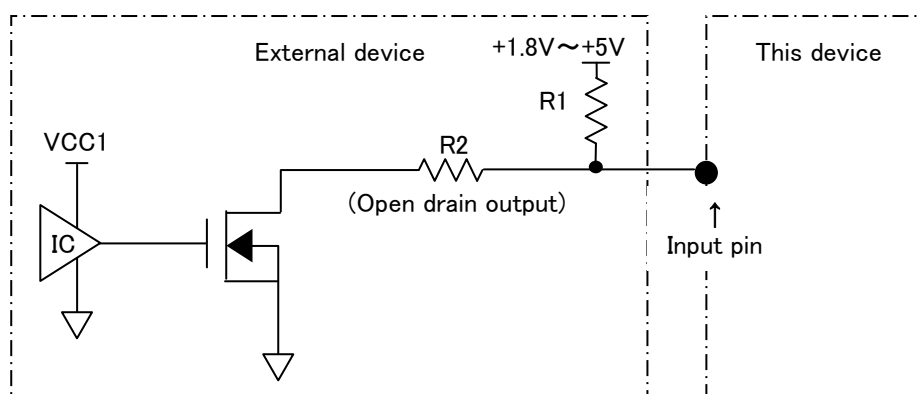 External device
+1.8V～+5V
This device
R1
VCC1
R2
(Open drain output)
IC
↑
Input pin